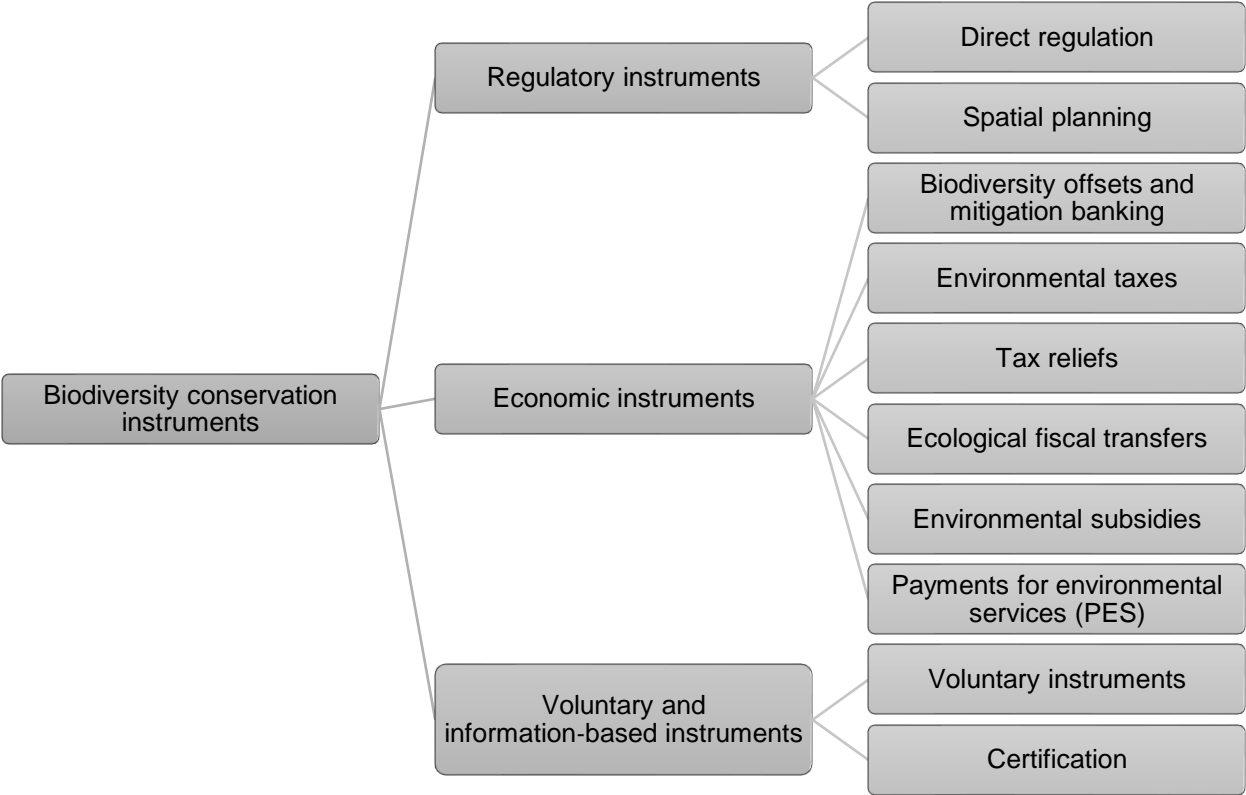 Biodiversity conservation
instruments
Regulatory instruments
Direct regulation
Spatial planning
Economic instruments
Biodiversity offsets and
mitigation banking
Environmental taxes
Tax reliefs
Ecological fiscal transfers
Environmental subsidies
Payments for environmental
services (PES)
Voluntary and
information-based instruments
Voluntary instruments
Certification